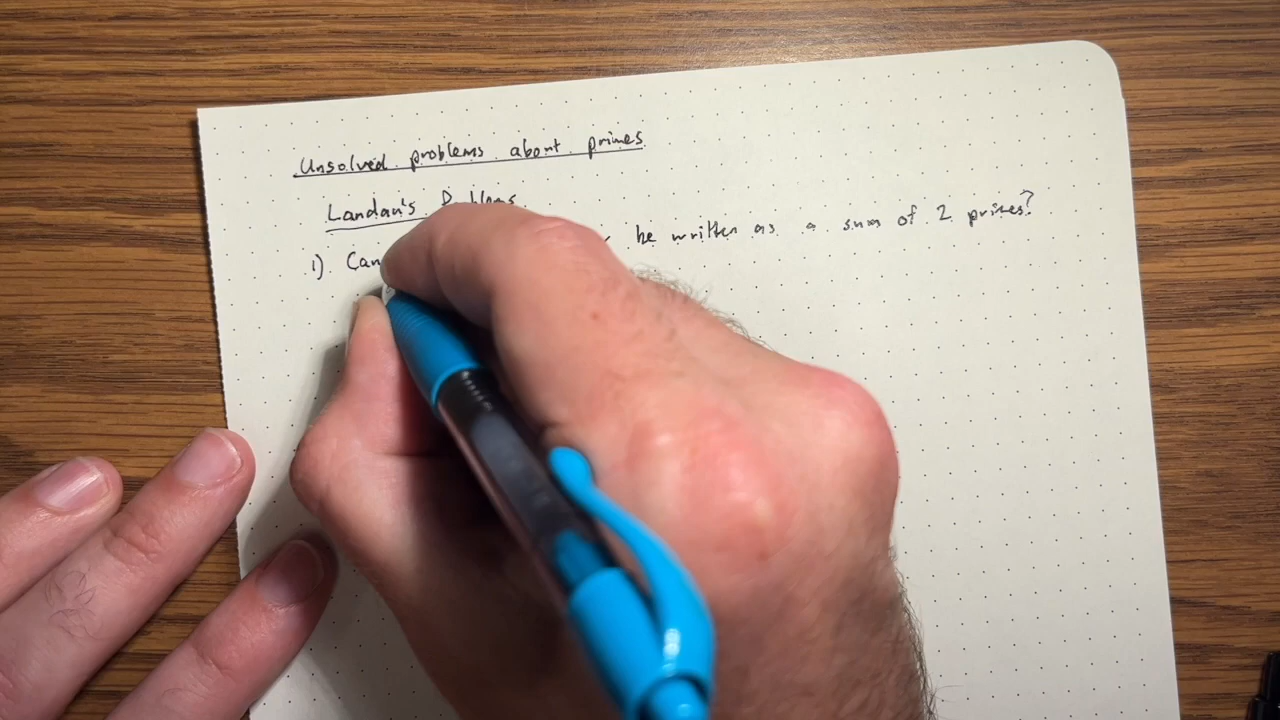 Unsolved problems about primes
Landau's
1) Can be written as a sum of 2 primes?